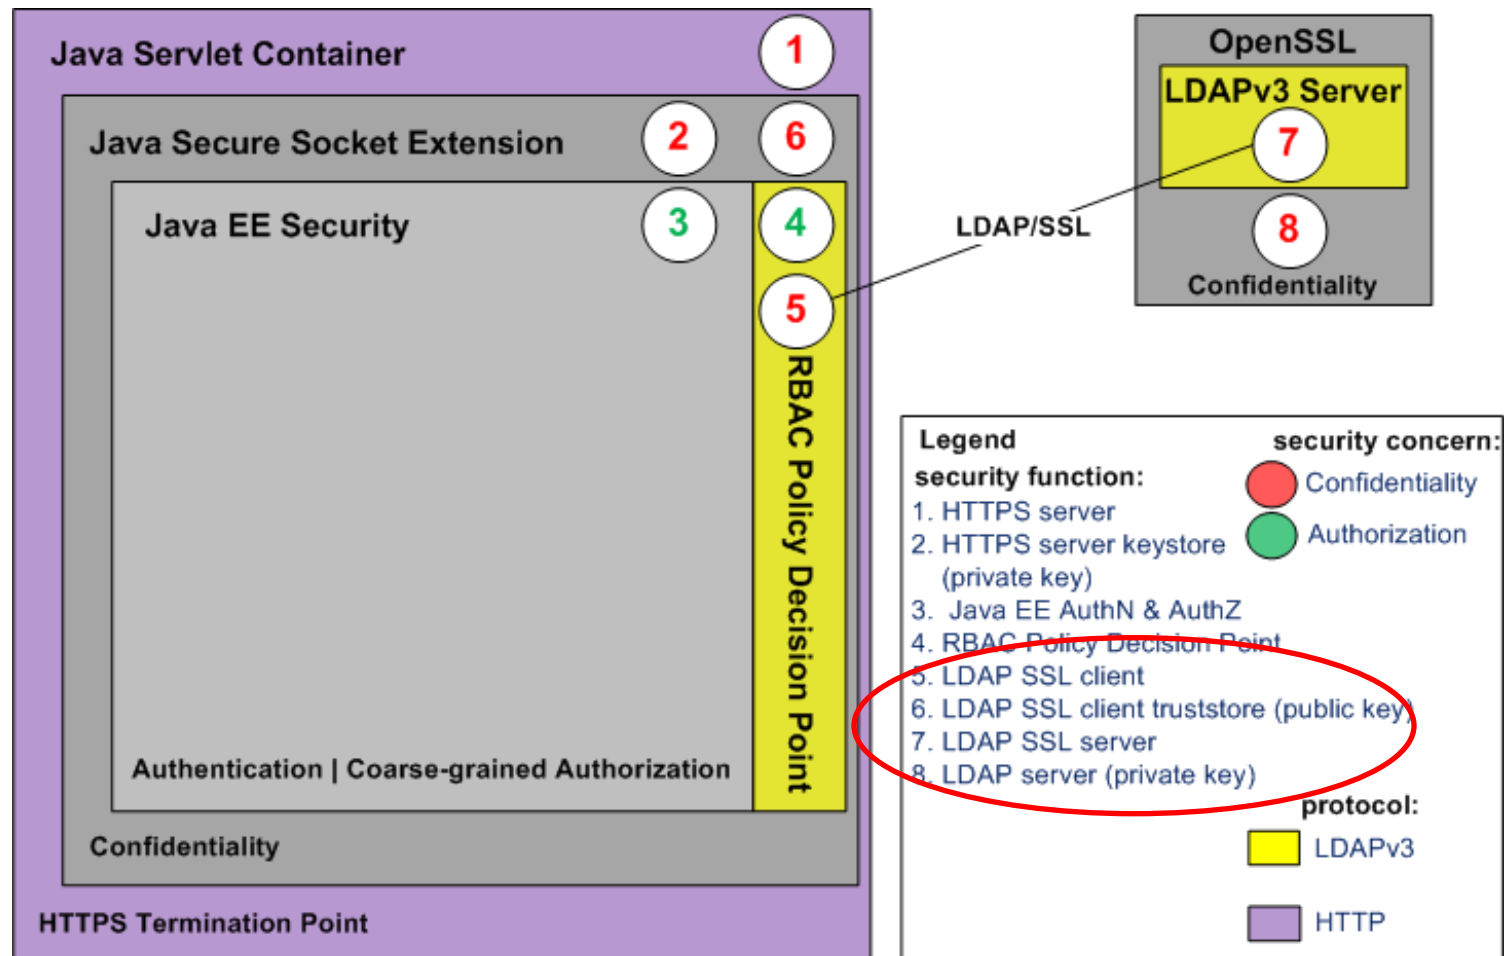 Java Servlet Container
1
Java Secure Socket Extension
2
6
Java EE Security
3
4
5
RBAC Policy Decision Point
Authentication | Coarse-grained Authorization
Confidentiality
HTTPS Termination Point
LDAP/SSL
OpenSSL
LDAPv3 Server
7
8
Confidentiality
Legend
security concern:
security function:
Confidentiality
Authorization
1. HTTPS server
2. HTTPS server keystore
(private key)
3. Java EE AuthN & AuthZ
4. RBAC Policy Decision Point
5. LDAP SSL client
6. LDAP SSL client truststore (public key)
7. LDAP SSL server
8. LDAP server (private key)
protocol:
LDAPv3
HTTP